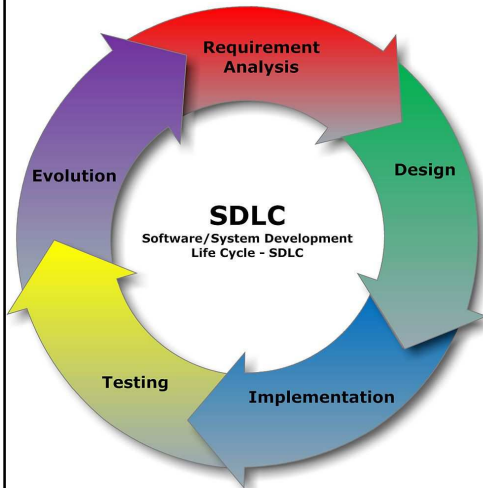 Requirement
Analysis
Design
Evolution
SDLC
Software/System Development
Life Cycle - SDLC
Testing
Implementation